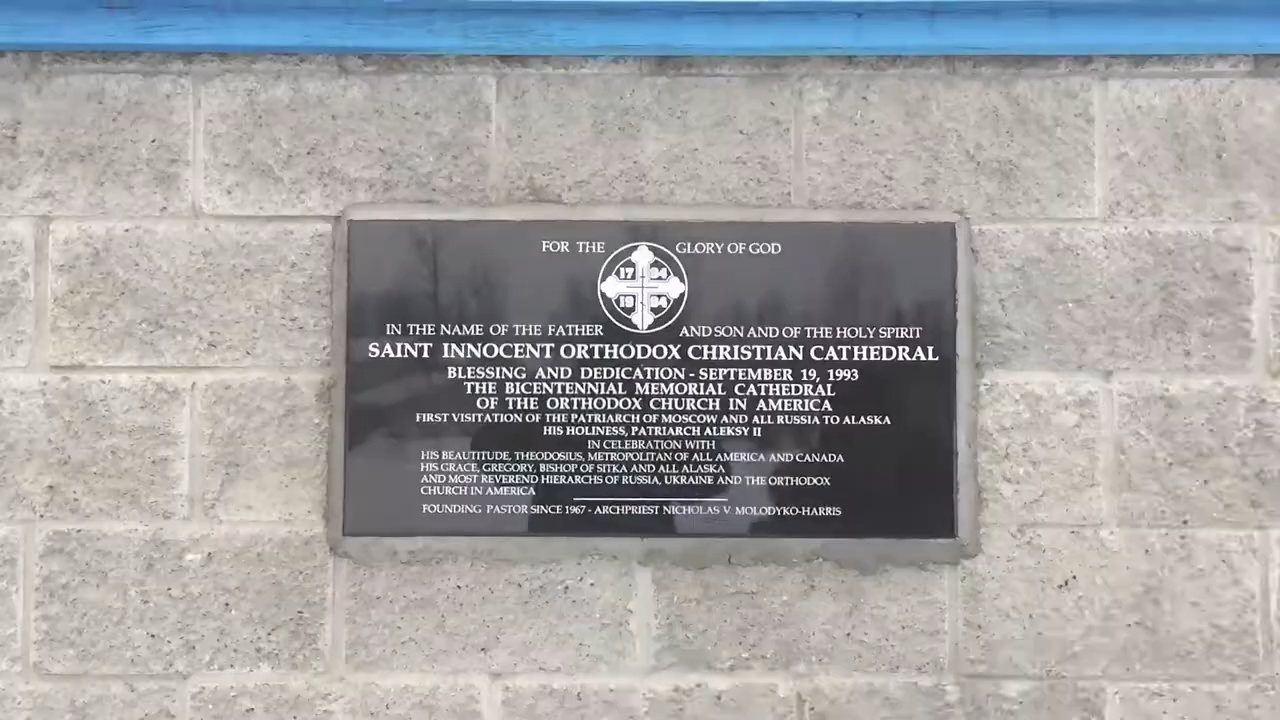 FOR THE GLORY OF GOD
17 94
19 94
IN THE NAME OF THE FATHER AND SON AND OF THE HOLY SPIRIT
SAINT INNOCENT ORTHODOX CHRISTIAN CATHEDRAL
BLESSING AND DEDICATION - SEPTEMBER 19, 1993
THE BICENTENNIAL MEMORIAL CATHEDRAL
OF THE ORTHODOX CHURCH IN AMERICA
FIRST VISITATION OF THE PATRIARCH OF MOSCOW AND ALL RUSSIA TO ALASKA
HIS HOLINESS, PATRIARCH ALEKSY II
IN CELEBRATION WITH
HIS BEAUTITUDE, THEODOSIUS, METROPOLITAN OF ALL AMERICA AND CANADA
HIS GRACE, GREGORY, BISHOP OF SITKA AND ALL ALASKA
AND MOST REVEREND HIERARCHS OF RUSSIA, UKRAINE AND THE ORTHODOX
CHURCH IN AMERICA
FOUNDING PASTOR SINCE 1967 - ARCHPRIEST NICHOLAS V. MOLODYKO-HARRIS